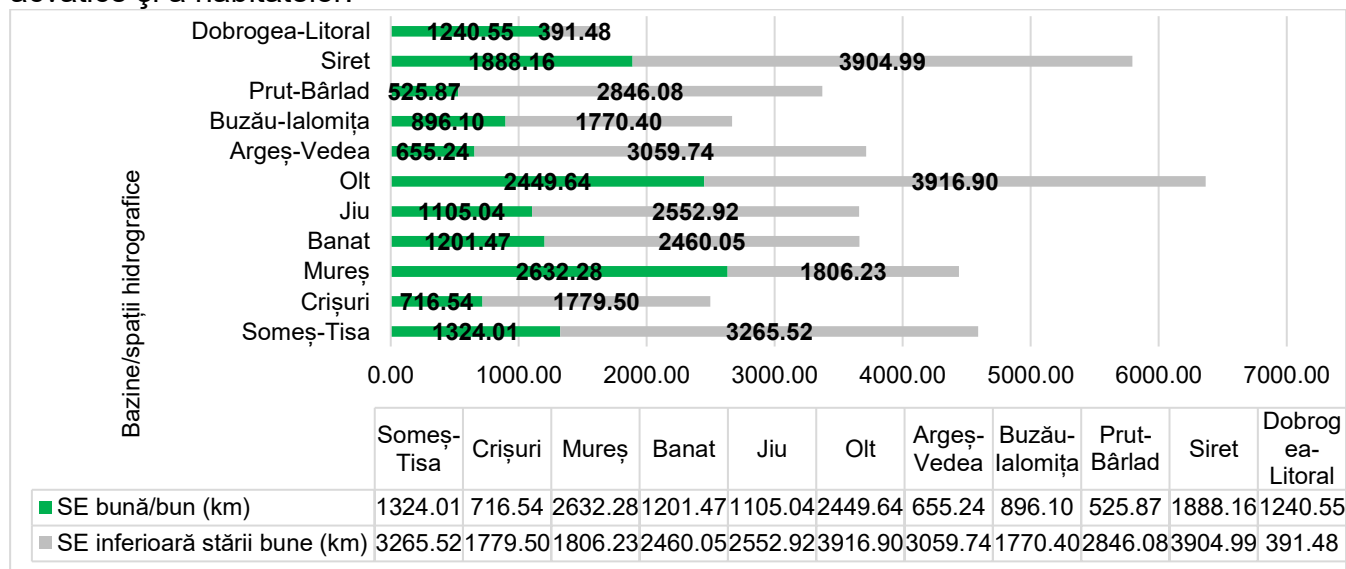 Dobrogea-Litoral 1240.55 391.48
Siret 1888.16 3904.99
Prut-Bârlad 525.87 2846.08
Buzău-Ialomița 896.10 1770.40
Argeș-Vedea 655.24 3059.74
Olt 2449.64 3916.90
Jiu 1105.04 2552.92
Banat 1201.47 2460.05
Mureș 2632.28 1806.23
Crișuri 716.54 1779.50
Someș-Tisa 1324.01 3265.52
Bazine/spații hidrografice
0.00 1000.00 2000.00 3000.00 4000.00 5000.00 6000.00 7000.00
Someș-Tisa Crișuri Mureș Banat Jiu Olt Argeș-Vedea Buzău-Ialomița Prut-Bârlad Siret Dobrogea-Litoral
SE bună/bun (km) 1324.01 716.54 2632.28 1201.47 1105.04 2449.64 655.24 896.10 525.87 1888.16 1240.55
SE inferioară stării bune (km) 3265.52 1779.50 1806.23 2460.05 2552.92 3916.90 3059.74 1770.40 2846.08 3904.99 391.48